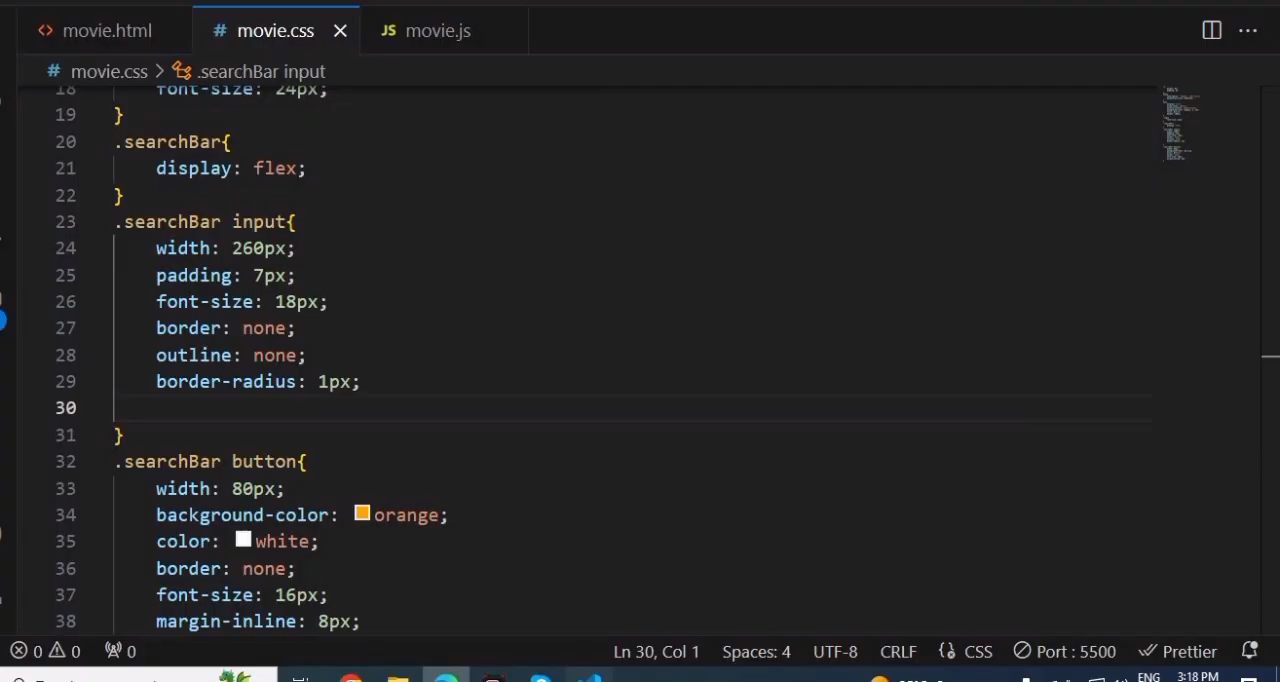 movie.html
movie.css
JS movie.js
# movie.css > .searchBar input
18 font-size: 24px;
19 }
20 .searchBar{
21 display: flex;
22 }
23 .searchBar input{
24 width: 260px;
25 padding: 7px;
26 font-size: 18px;
27 border: none;
28 outline: none;
29 border-radius: 1px;
30
31 }
32 .searchBar button{
33 width: 80px;
34 background-color: orange;
35 color: white;
36 border: none;
37 font-size: 16px;
38 margin-inline: 8px;
0 0 0 Ln 30, Col 1 Spaces: 4 UTF-8 CRLF CSS Port : 5500 Prettier
ENG 3:18 PM